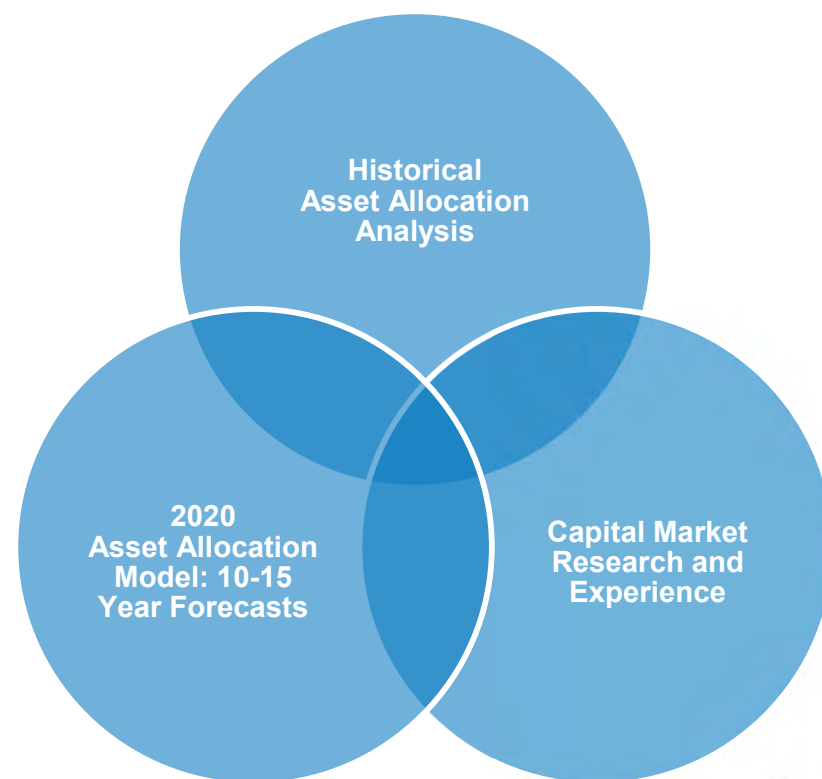 Historical
Asset Allocation
Analysis
2020
Asset Allocation
Model: 10-15
Year Forecasts
Capital Market
Research and
Experience